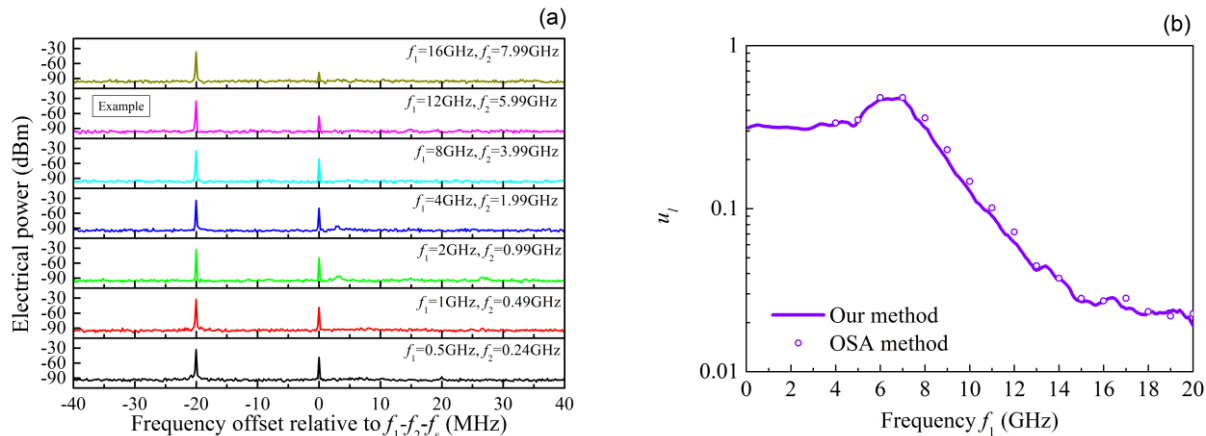 (a)
Electrical power (dBm)
-30
-60
-90
f1=16GHz, f2=7.99GHz
-30
-60
-90
Example
f1=12GHz, f2=5.99GHz
-30
-60
-90
f1=8GHz, f2=3.99GHz
-30
-60
-90
f1=4GHz, f2=1.99GHz
-30
-60
-90
f1=2GHz, f2=0.99GHz
-30
-60
-90
f1=1GHz, f2=0.49GHz
-30
-60
-90
f1=0.5GHz, f2=0.24GHz
-40 -30 -20 -10 0 10 20 30 40
Frequency offset relative to f1-f2-fs (MHz)
(b)
1
0.1
0.01
ul
Our method
OSA method
0 2 4 6 8 10 12 14 16 18 20
Frequency f1 (GHz)